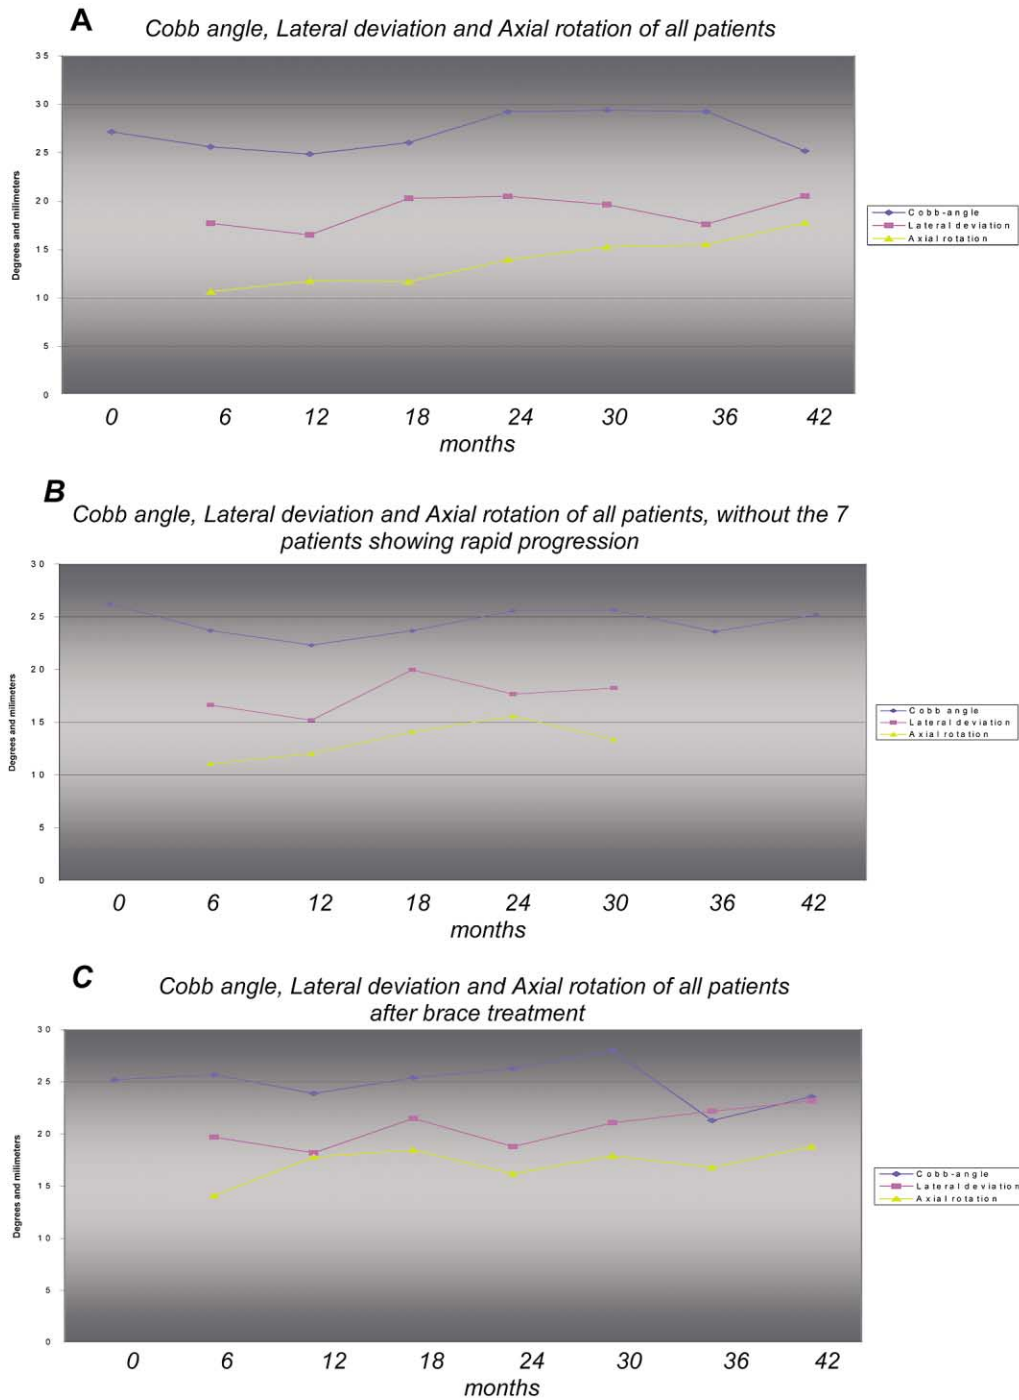 A
Cobb angle, Lateral deviation and Axial rotation of all patients
35
30
25
20
15
10
5
0
Degrees and milimeters
0 6 12 18 24 30 36 42
months
Cobb-angle
Lateral deviation
Axial rotation
B
Cobb angle, Lateral deviation and Axial rotation of all patients, without the 7
patients showing rapid progression
30
25
20
15
10
5
0
Degrees and milimeters
0 6 12 18 24 30 36 42
months
Cobb angle
Lateral deviation
Axial rotation
C
Cobb angle, Lateral deviation and Axial rotation of all patients
after brace treatment
30
25
20
15
10
5
0
Degrees and milimeters
0 6 12 18 24 30 36 42
months
Cobb-angle
Lateral deviation
Axial rotation